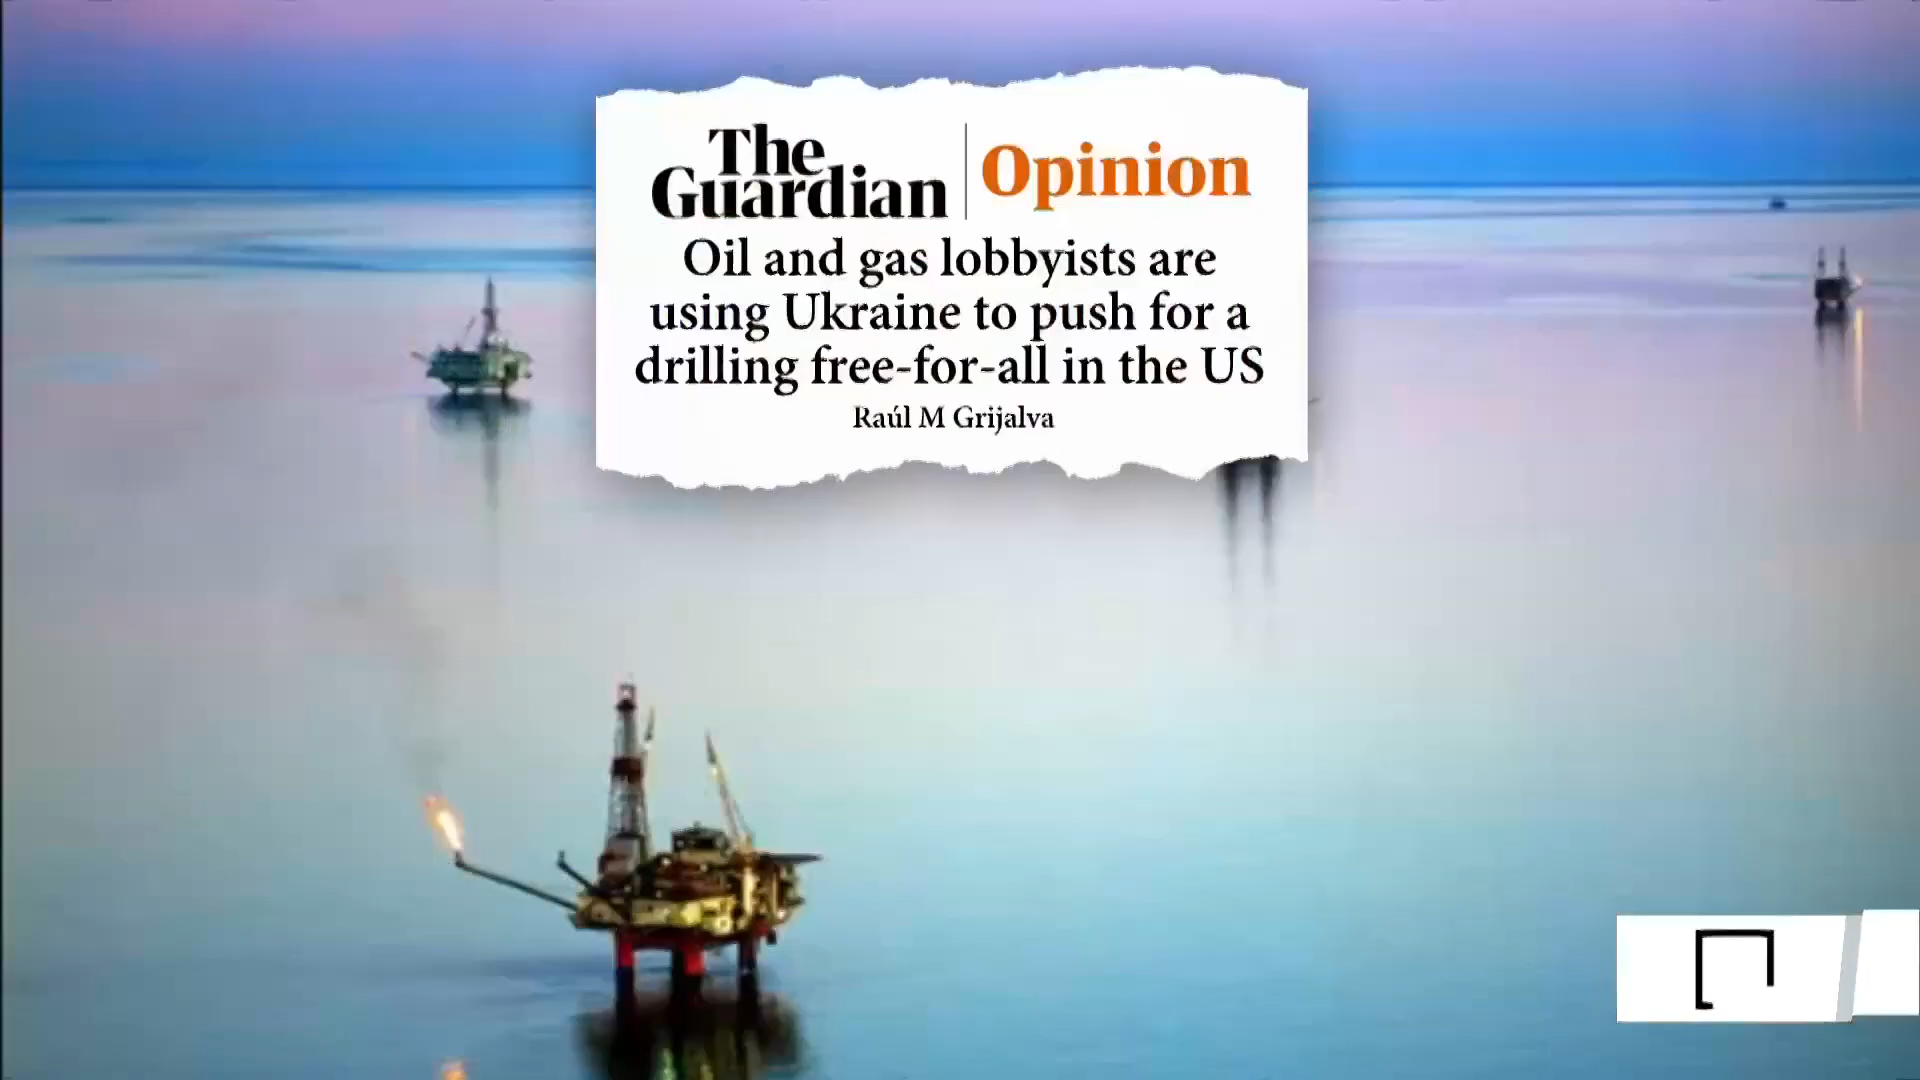 The
Guardian
Opinion
Oil and gas lobbyists are
using Ukraine to push for a
drilling free-for-all in the US
Raúl M Grijalva